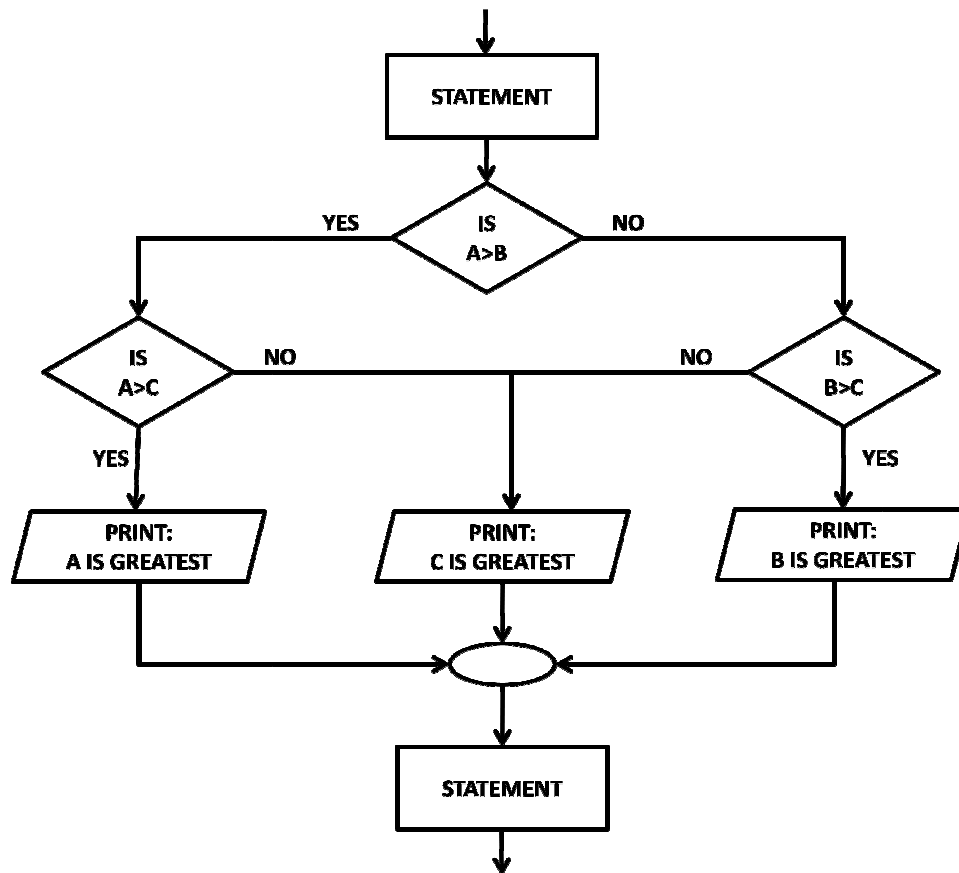 STATEMENT
YES
IS
A>B
NO
IS
A>C
NO
NO
IS
B>C
YES
YES
PRINT:
A IS GREATEST
PRINT:
C IS GREATEST
PRINT:
B IS GREATEST
STATEMENT